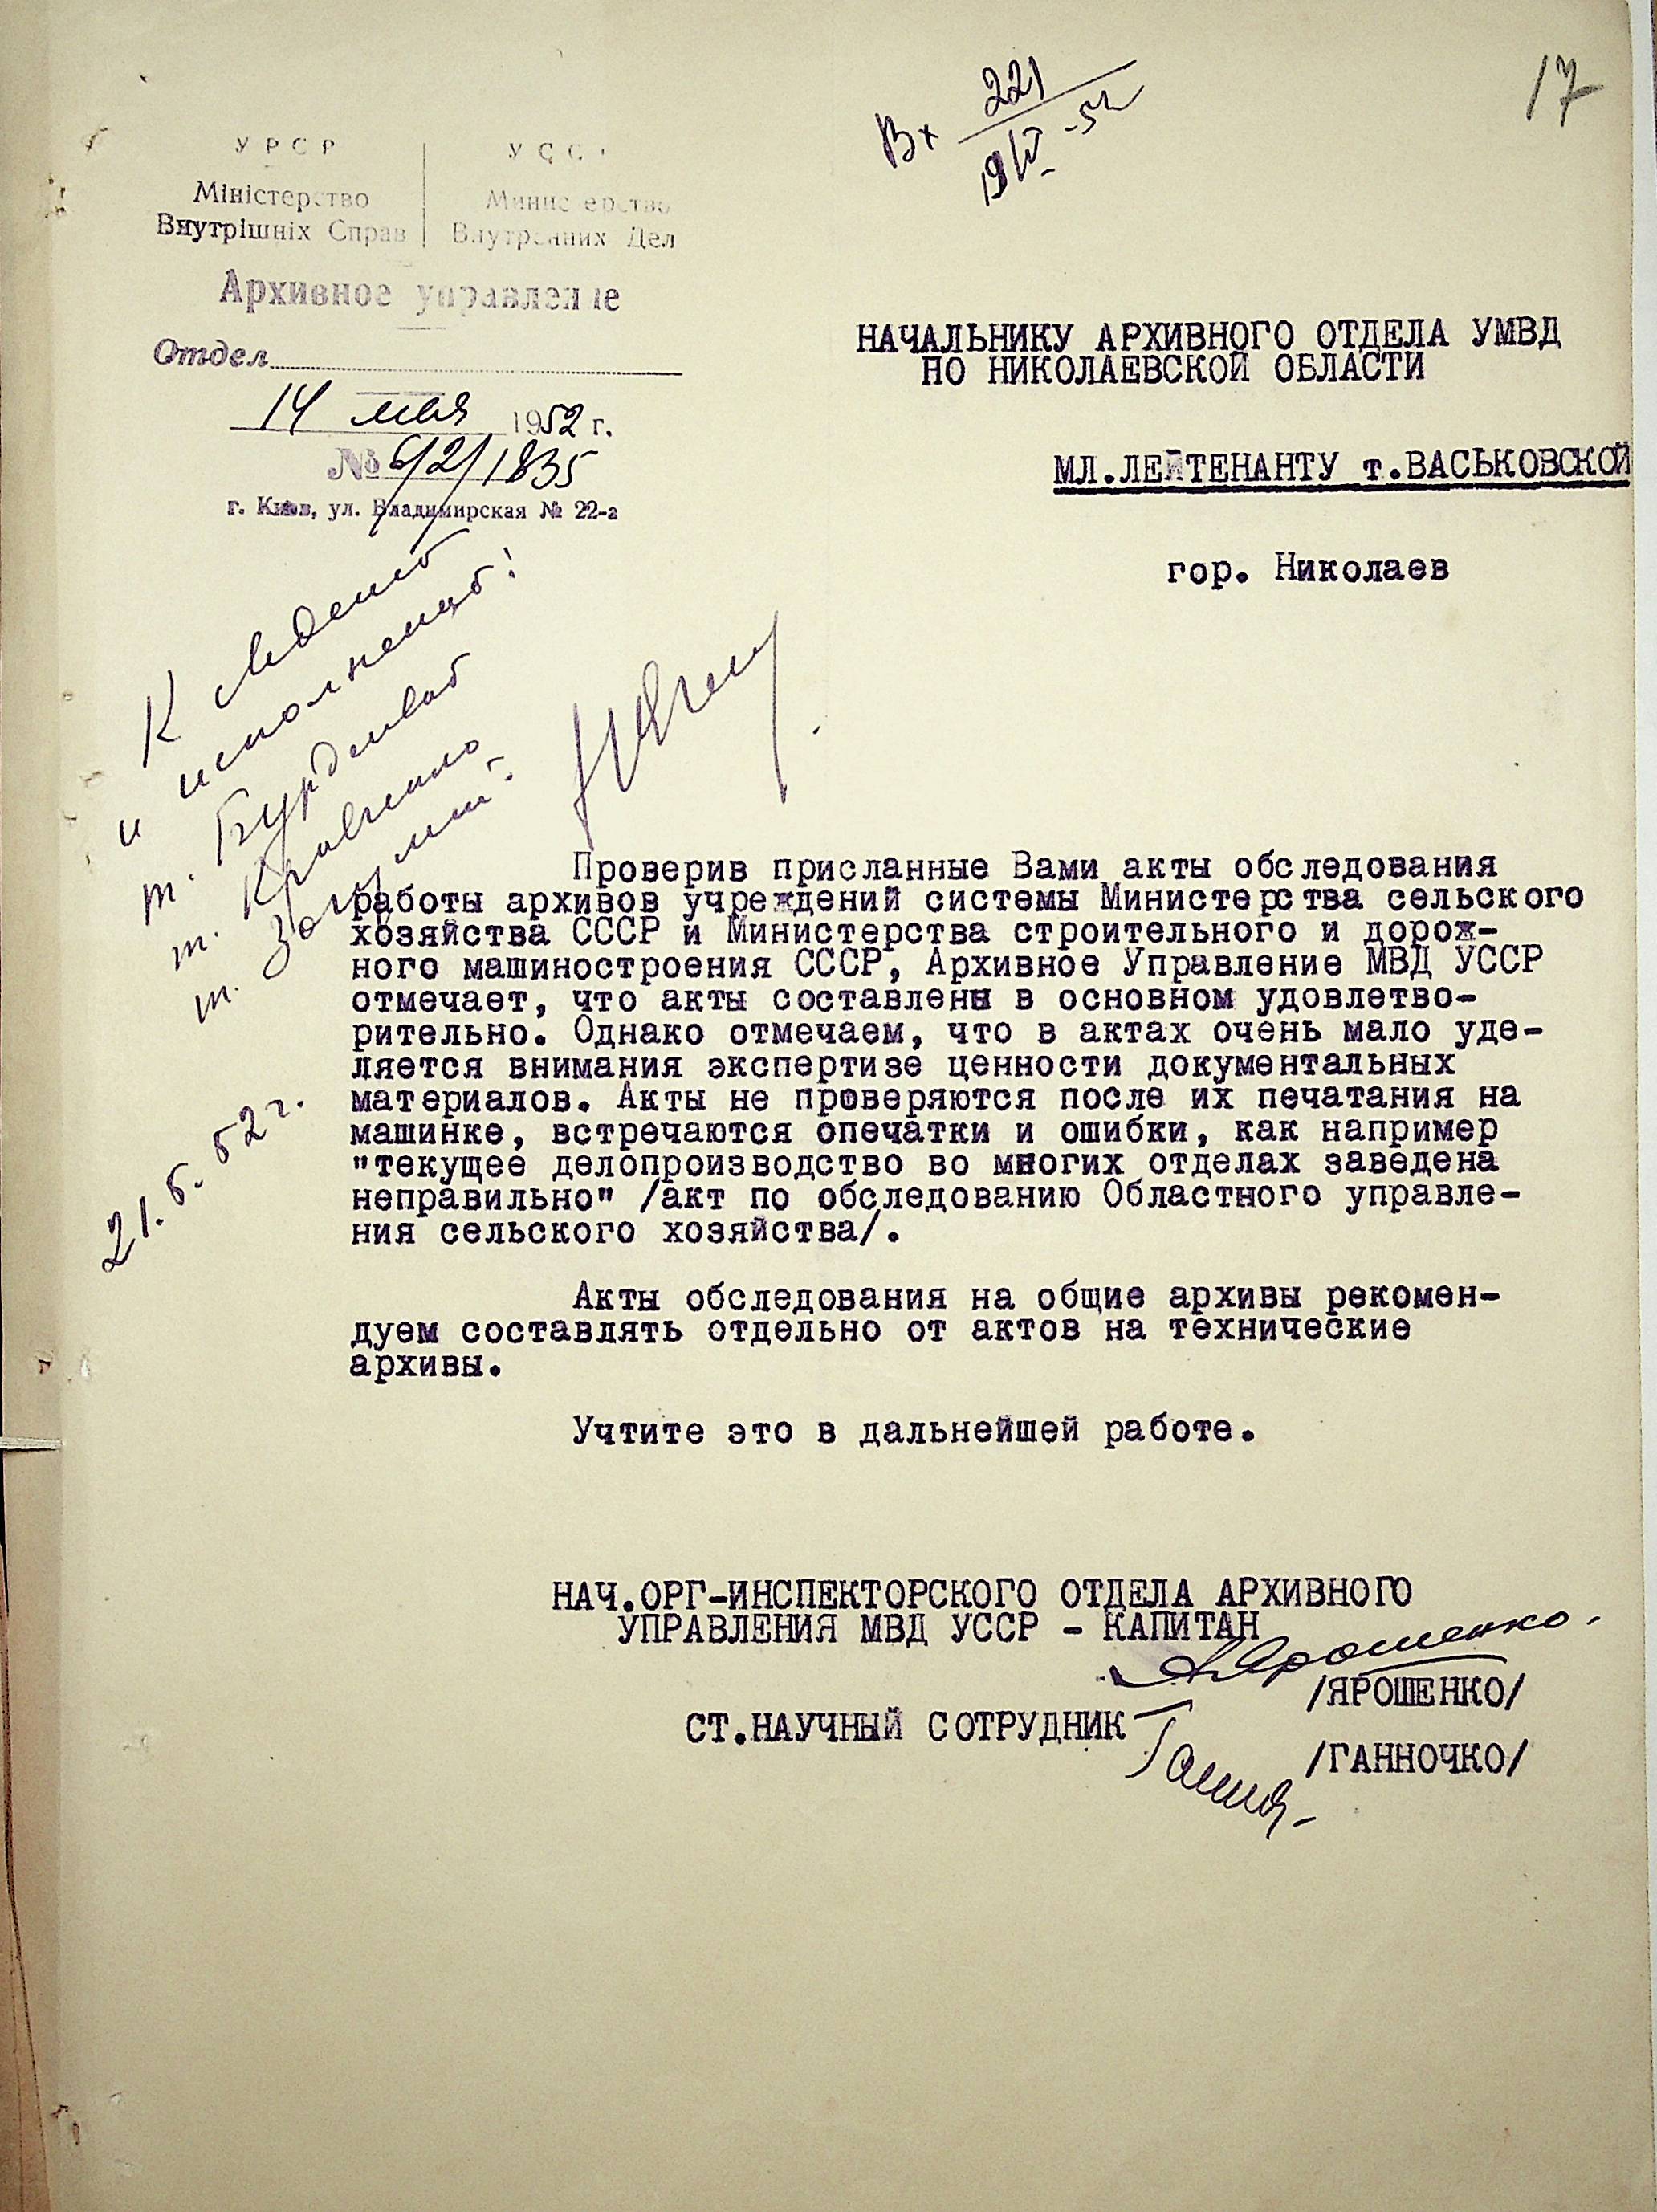 17
Вх 221
У Р С Р
Міністерство
Внутрішніх Справ
У С С
Министерство
Внутренних Дел
Архивное управление
Отдел
14 мая 1952 г.
№ 6/2/1835
г. Киев, ул. Владимирская № 22-а
НАЧАЛЬНИКУ АРХИВНОГО ОТДЕЛА УМВД
ПО НИКОЛАЕВСКОЙ ОБЛАСТИ
МЛ.ЛЕЙТЕНАНТУ т.ВАСЬКОВСКОЙ
гор. Николаев
К сведению
и исполнению!
т.
т. Кравченко
т.
21.5.52 г.
Проверив присланные Вами акты обследования
работы архивов учреждений системы Министерства сельского
хозяйства СССР и Министерства строительного и дорож-
ного машиностроения СССР, Архивное Управление МВД УССР
отмечает, что акты составлены в основном удовлетво-
рительно. Однако отмечаем, что в актах очень мало уде-
ляется внимания экспертизе ценности документальных
материалов. Акты не проверяются после их печатания на
машинке, встречаются опечатки и ошибки, как например
"текущее делопроизводство во многих отделах заведена
неправильно" /акт по обследованию Областного управле-
ния сельского хозяйства/.
Акты обследования на общие архивы рекомен-
дуем составлять отдельно от актов на технические
архивы.
Учтите это в дальнейшей работе.
НАЧ.ОРГ-ИНСПЕКТОРСКОГО ОТДЕЛА АРХИВНОГО
УПРАВЛЕНИЯ МВД УССР - КАПИТАН
Ярошенко
/ЯРОШЕНКО/
СТ.НАУЧНЫЙ СОТРУДНИК
/ГАННОЧКО/